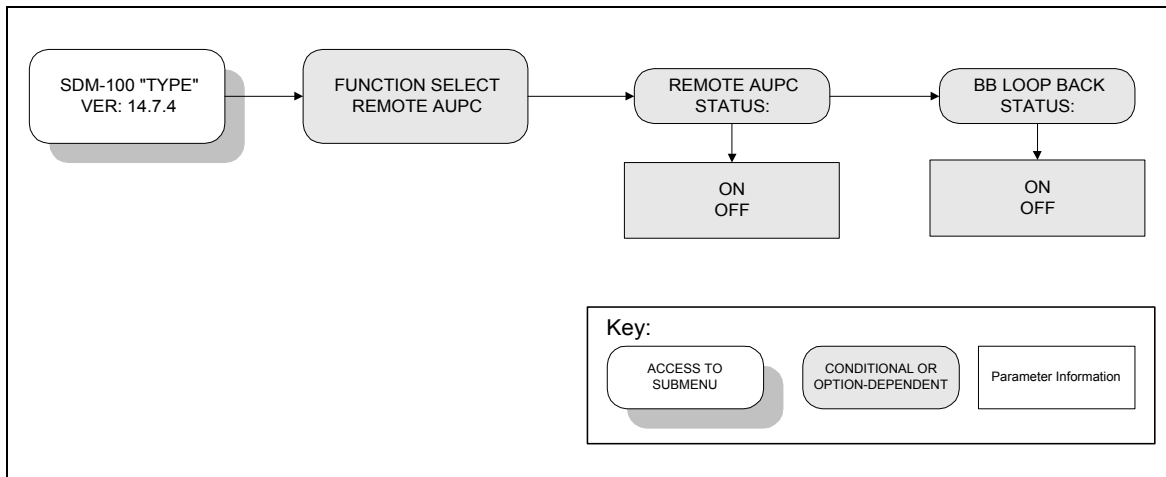 SDM-100 "TYPE"
VER: 14.7.4
FUNCTION SELECT
REMOTE AUPC
REMOTE AUPC
STATUS:
BB LOOP BACK
STATUS:
ON
OFF
ON
OFF
Key:
ACCESS TO
SUBMENU
CONDITIONAL OR
OPTION-DEPENDENT
Parameter Information